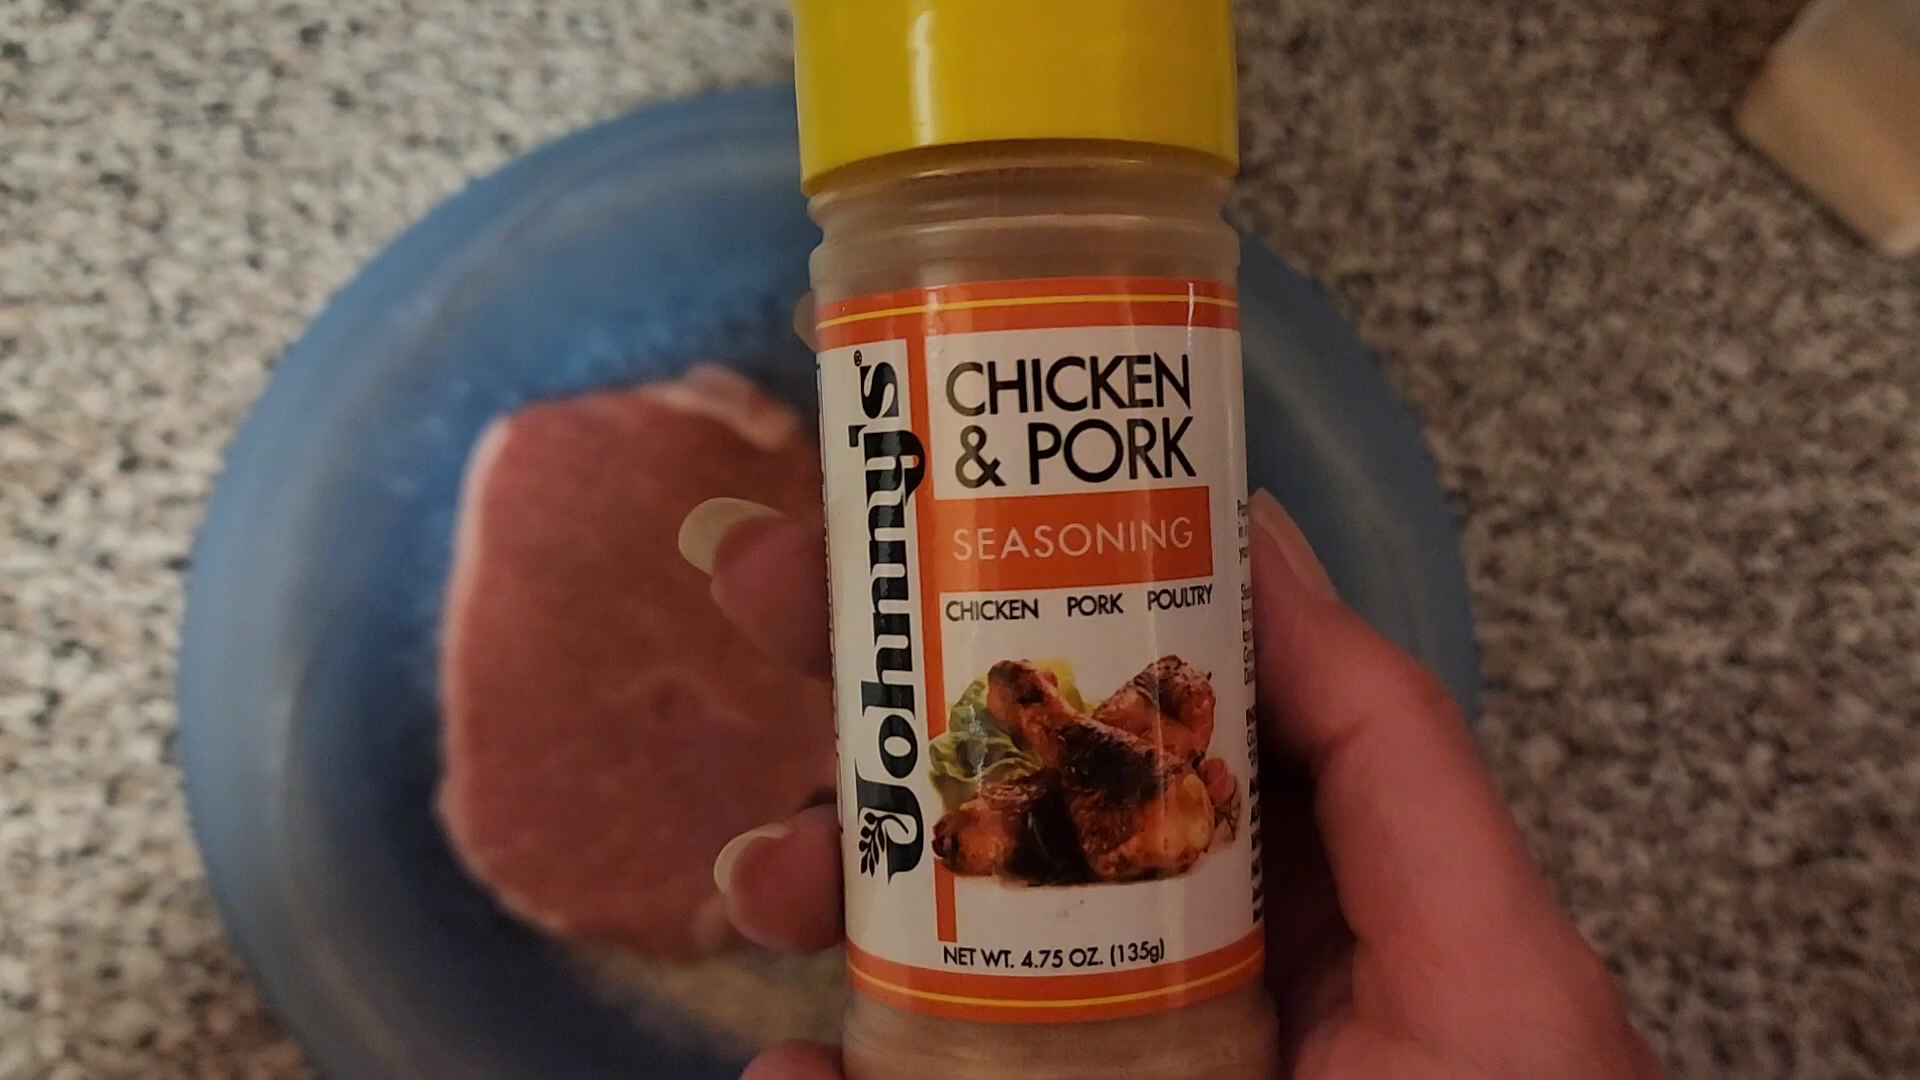 Johnny's®
CHICKEN
& PORK
SEASONING
CHICKEN PORK POULTRY
NET WT. 4.75 OZ. (135g)